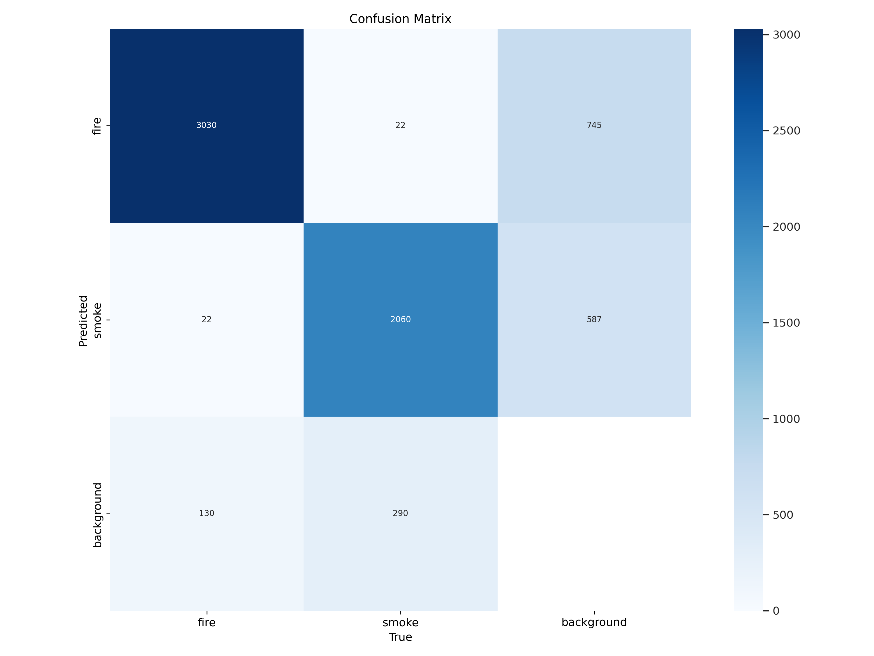 Confusion Matrix
fire
3030
22
745
Predicted
smoke
22
2060
587
background
130
290
fire
smoke
background
True
3000
2500
2000
1500
1000
500
0